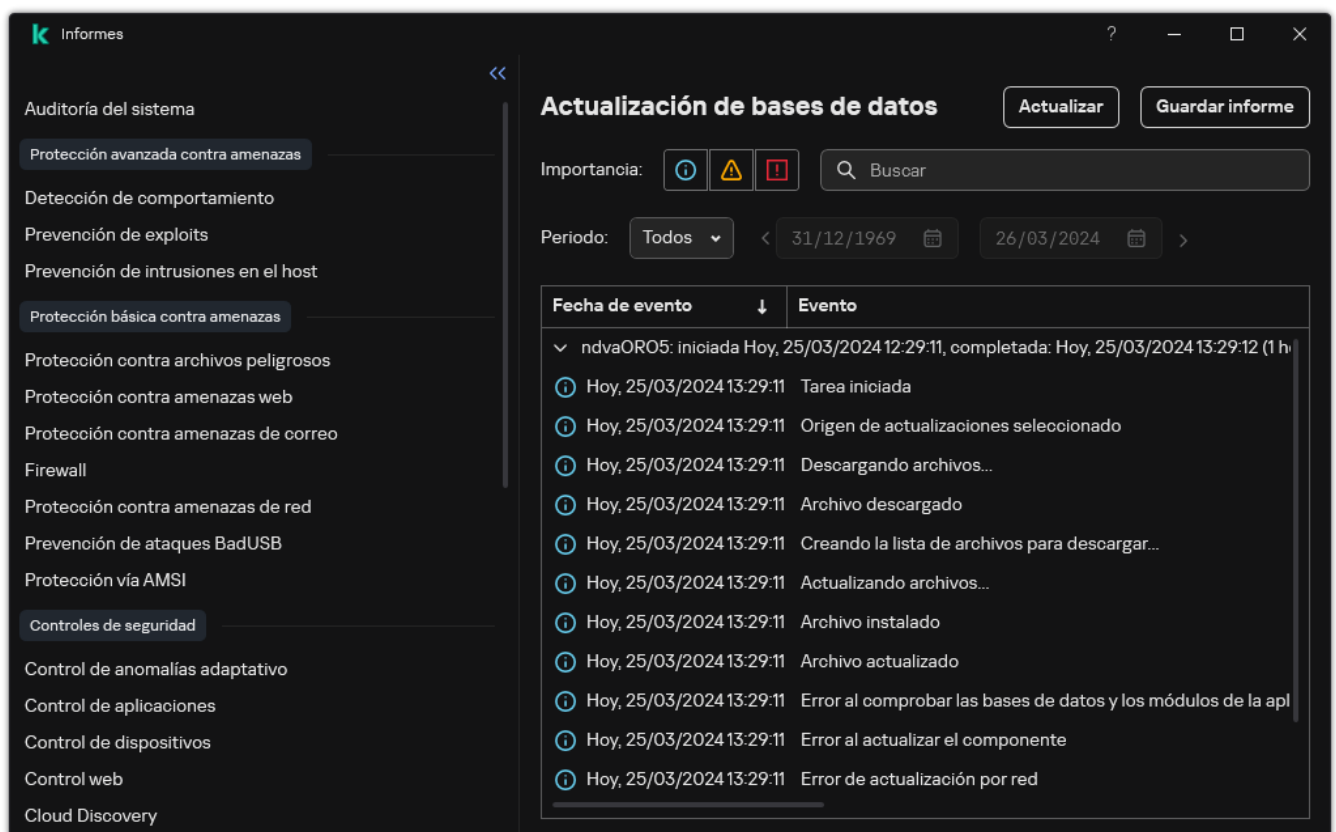 Informes
?
Auditoría del sistema
Protección avanzada contra amenazas
Detección de comportamiento
Prevención de exploits
Prevención de intrusiones en el host
Protección básica contra amenazas
Protección contra archivos peligrosos
Protección contra amenazas web
Protección contra amenazas de correo
Firewall
Protección contra amenazas de red
Prevención de ataques BadUSB
Protección vía AMSI
Controles de seguridad
Control de anomalías adaptativo
Control de aplicaciones
Control de dispositivos
Control web
Cloud Discovery
Actualización de bases de datos Actualizar Guardar informe
Importancia: Buscar
Periodo: Todos 31/12/1969 26/03/2024
Fecha de evento ↓ Evento
ndvaORO5: iniciada Hoy, 25/03/2024 12:29:11, completada: Hoy, 25/03/2024 13:29:12 (1 h
Hoy, 25/03/2024 13:29:11 Tarea iniciada
Hoy, 25/03/2024 13:29:11 Origen de actualizaciones seleccionado
Hoy, 25/03/2024 13:29:11 Descargando archivos...
Hoy, 25/03/2024 13:29:11 Archivo descargado
Hoy, 25/03/2024 13:29:11 Creando la lista de archivos para descargar...
Hoy, 25/03/2024 13:29:11 Actualizando archivos...
Hoy, 25/03/2024 13:29:11 Archivo instalado
Hoy, 25/03/2024 13:29:11 Archivo actualizado
Hoy, 25/03/2024 13:29:11 Error al comprobar las bases de datos y los módulos de la apl
Hoy, 25/03/2024 13:29:11 Error al actualizar el componente
Hoy, 25/03/2024 13:29:11 Error de actualización por red